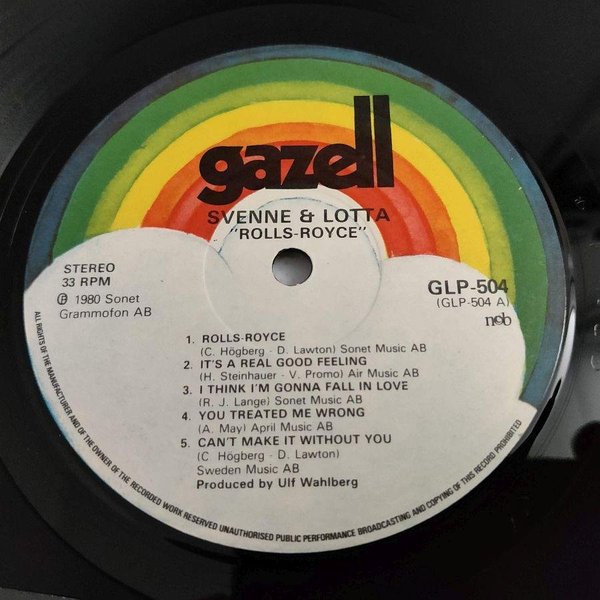 gazell
SVENNE & LOTTA
"ROLLS-ROYCE"
STEREO
33 RPM
Ⓟ 1980 Sonet
Grammofon AB
GLP-504
(GLP-504 A)
ncb
1. ROLLS-ROYCE
(C. Högberg - D. Lawton) Sonet Music AB
2. IT'S A REAL GOOD FEELING
(H. Steinhauer - V. Promo) Air Music AB
3. I THINK I'M GONNA FALL IN LOVE
(R. J. Lange) Sonet Music AB
4. YOU TREATED ME WRONG
(A. May) April Music AB
5. CAN'T MAKE IT WITHOUT YOU
(C. Högberg - D. Lawton)
Sweden Music AB
Produced by Ulf Wahlberg
ALL RIGHTS OF THE MANUFACTURER AND OF THE OWNER OF THE RECORDED WORK RESERVED UNAUTHORISED PUBLIC PERFORMANCE BROADCASTING AND COPYING OF THIS RECORD PROHIBITED